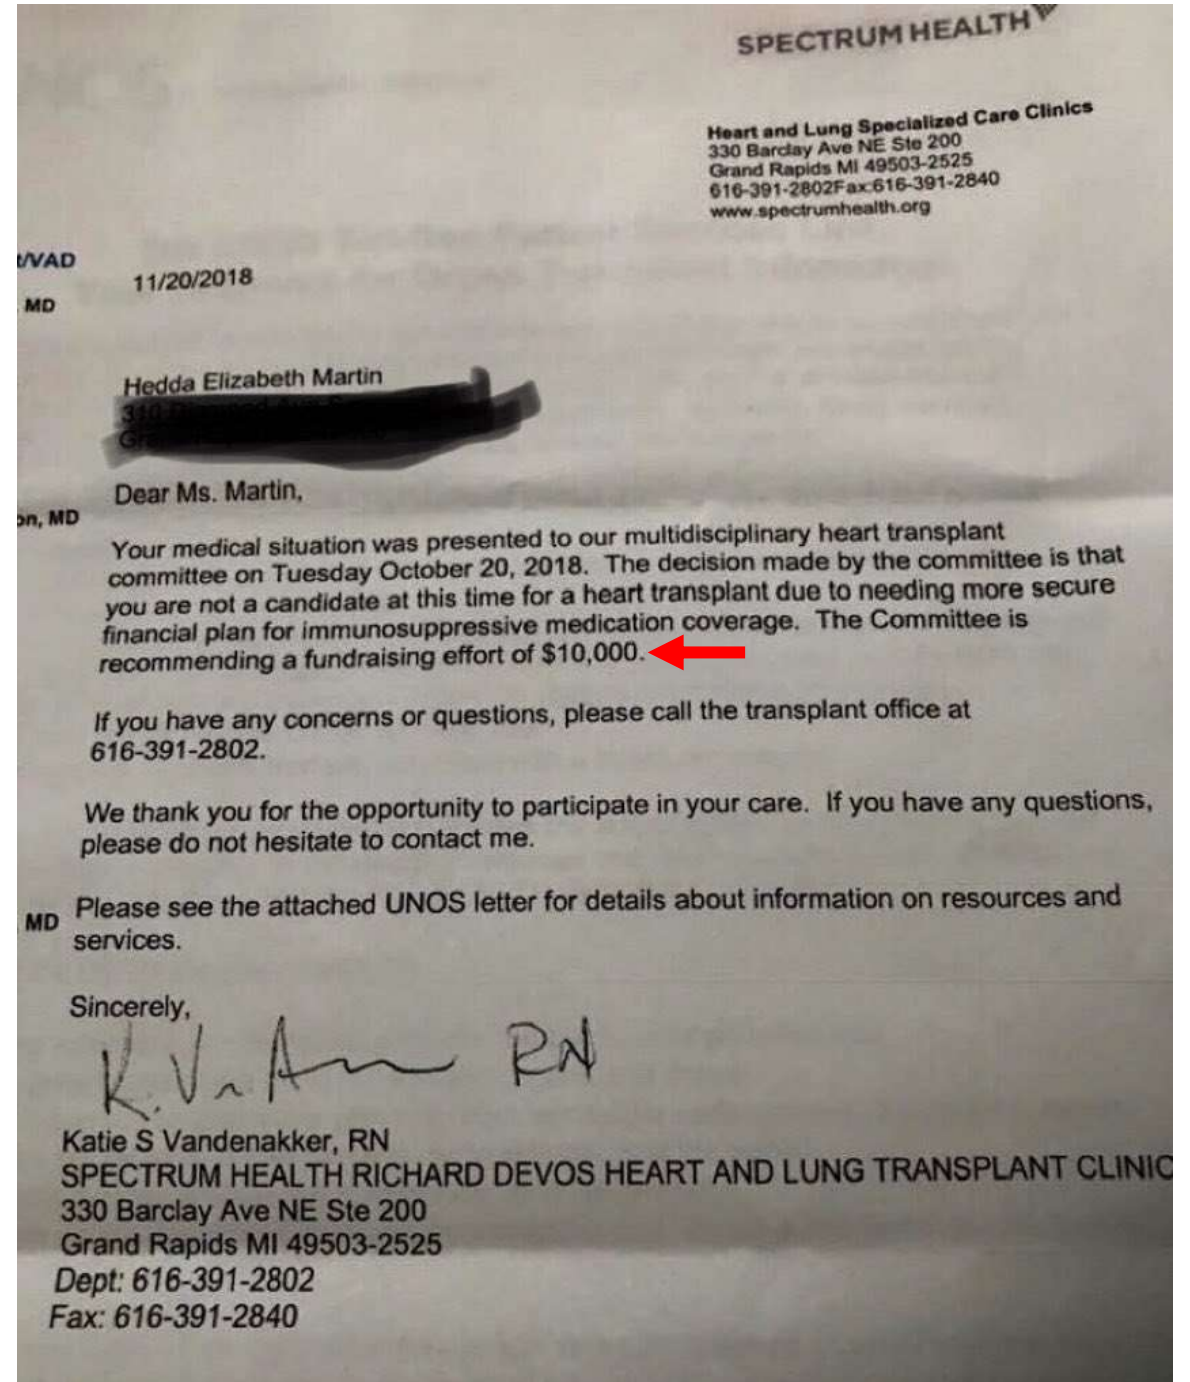 SPECTRUM HEALTH
Heart and Lung Specialized Care Clinics
330 Barclay Ave NE Ste 200
Grand Rapids MI 49503-2525
616-391-2802Fax:616-391-2840
www.spectrumhealth.org
t/VAD
MD
11/20/2018
Hedda Elizabeth Martin
Dear Ms. Martin,
on, MD
Your medical situation was presented to our multidisciplinary heart transplant
committee on Tuesday October 20, 2018. The decision made by the committee is that
you are not a candidate at this time for a heart transplant due to needing more secure
financial plan for immunosuppressive medication coverage. The Committee is
recommending a fundraising effort of $10,000.
If you have any concerns or questions, please call the transplant office at
616-391-2802.
We thank you for the opportunity to participate in your care. If you have any questions,
please do not hesitate to contact me.
MD
Please see the attached UNOS letter for details about information on resources and
services.
Sincerely,
K. Van A RN
Katie S Vandenakker, RN
SPECTRUM HEALTH RICHARD DEVOS HEART AND LUNG TRANSPLANT CLINIC
330 Barclay Ave NE Ste 200
Grand Rapids MI 49503-2525
Dept: 616-391-2802
Fax: 616-391-2840